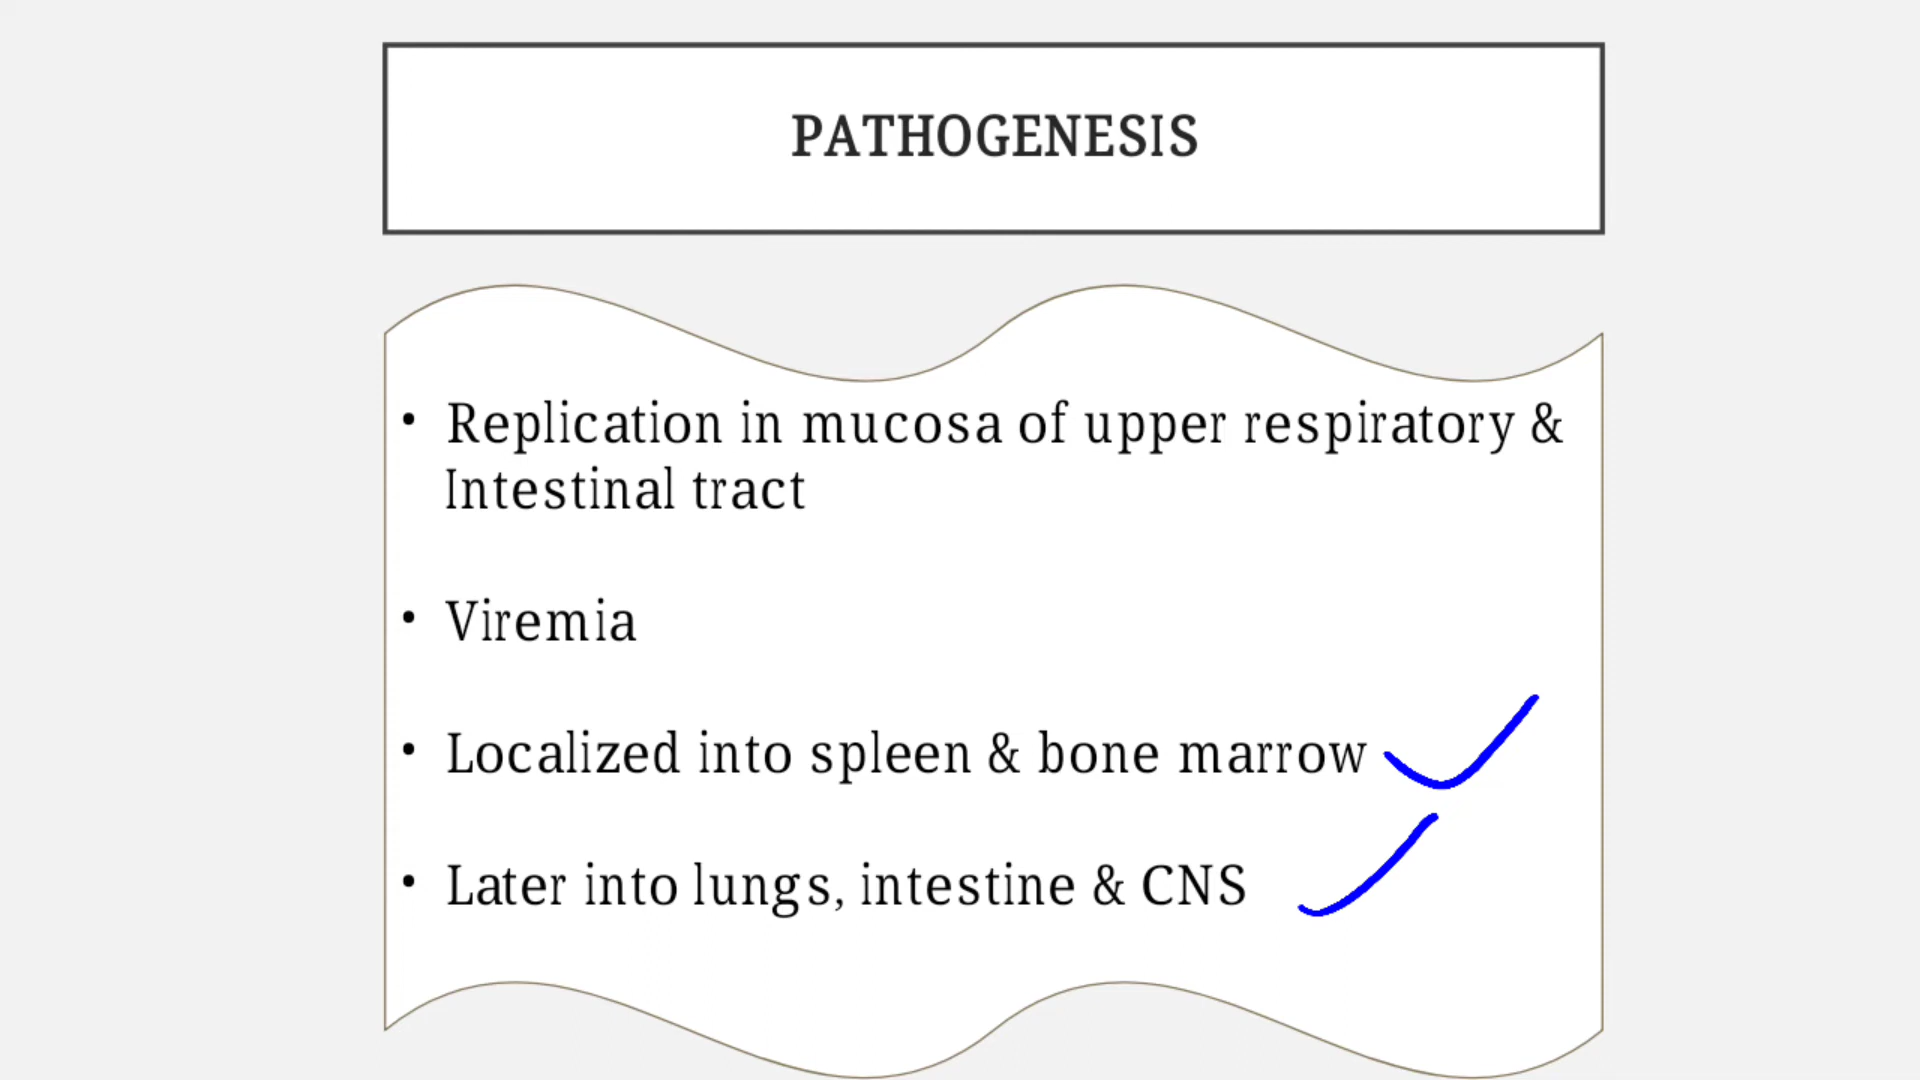 PATHOGENESIS
• Replication in mucosa of upper respiratory &
Intestinal tract
• Viremia
• Localized into spleen & bone marrow
• Later into lungs, intestine & CNS